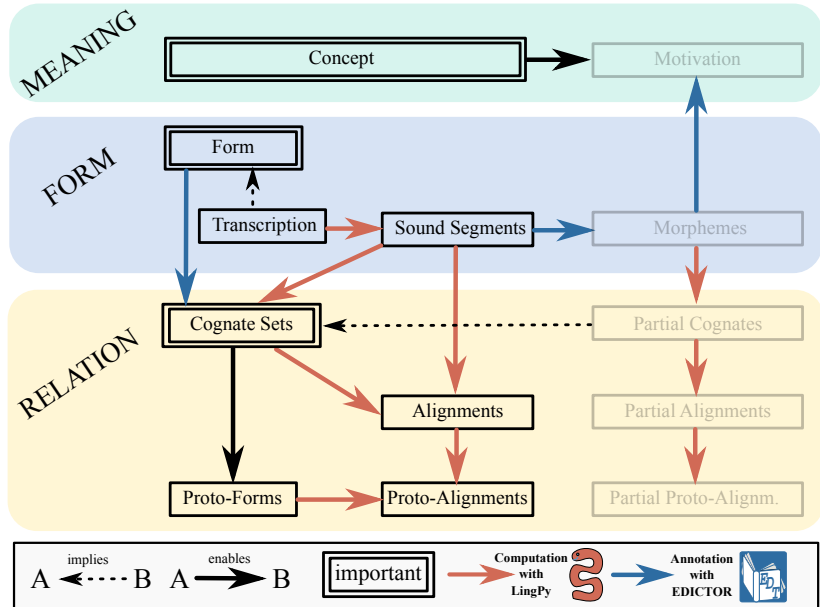 MEANING
Concept
Motivation
FORM
Form
Transcription
Sound Segments
Morphemes
RELATION
Cognate Sets
Partial Cognates
Alignments
Partial Alignments
Proto-Forms
Proto-Alignments
Partial Proto-Alignm.
A implies B
A enables B
important
Computation
with
LingPy
Annotation
with
EDICTOR
EDT